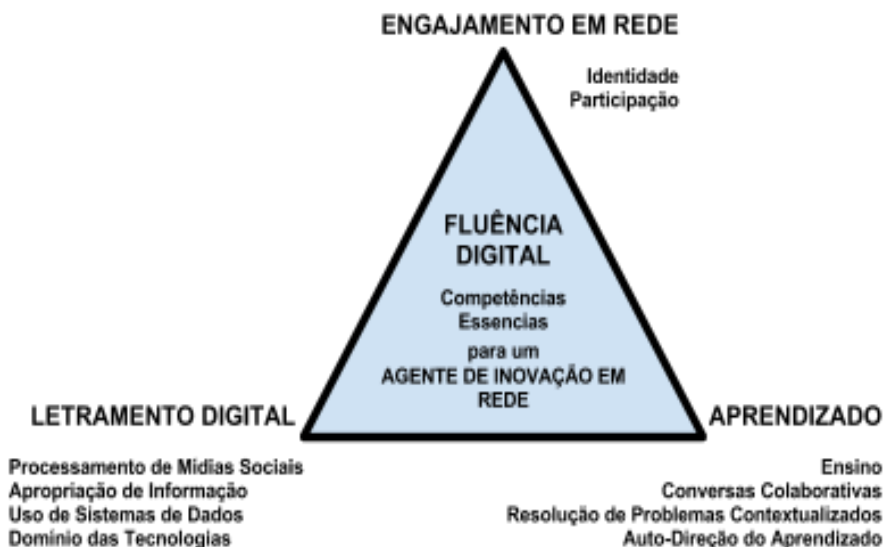 ENGAJAMENTO EM REDE
Identidade
Participação
FLUÊNCIA
DIGITAL
Competências
Essencias
para um
AGENTE DE INOVAÇÃO EM
REDE
LETRAMENTO DIGITAL
Processamento de Mídias Sociais
Apropriação de Informação
Uso de Sistemas de Dados
Domínio das Tecnologias
APRENDIZADO
Ensino
Conversas Colaborativas
Resolução de Problemas Contextualizados
Auto-Direção do Aprendizado